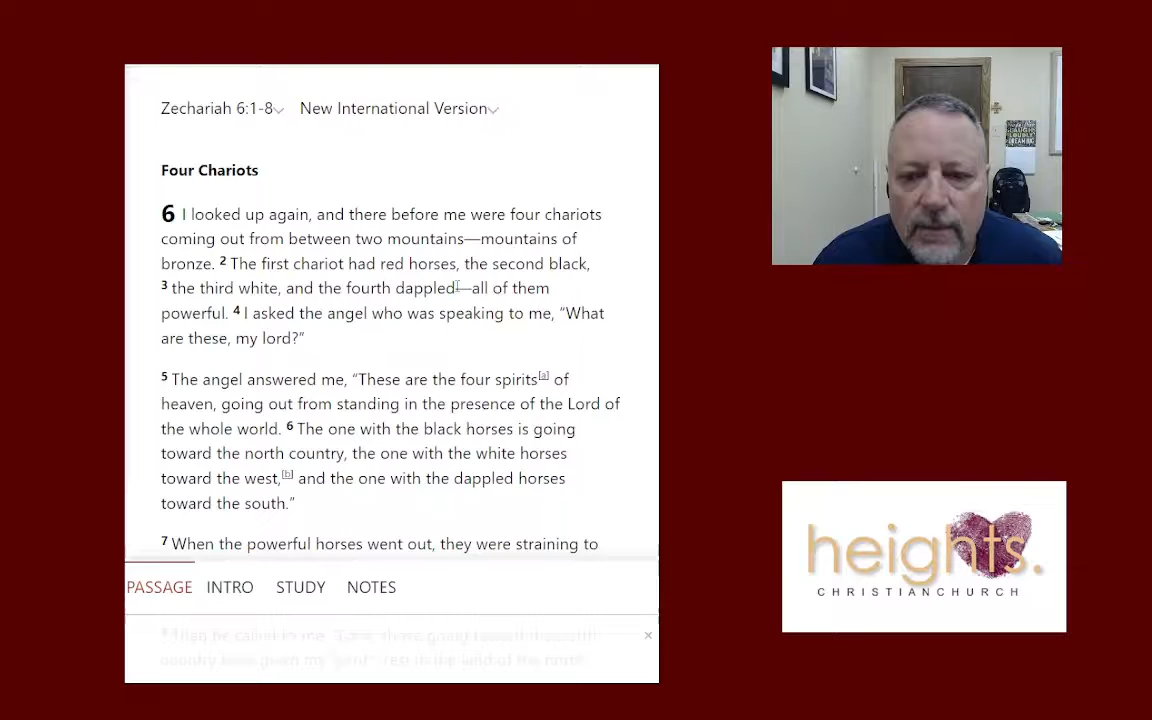 Zechariah 6:1-8 New International Version
Four Chariots
6 I looked up again, and there before me were four chariots
coming out from between two mountains—mountains of
bronze. 2 The first chariot had red horses, the second black,
3 the third white, and the fourth dappled—all of them
powerful. 4 I asked the angel who was speaking to me, “What
are these, my lord?”
5 The angel answered me, “These are the four spirits[a] of
heaven, going out from standing in the presence of the Lord of
the whole world. 6 The one with the black horses is going
toward the north country, the one with the white horses
toward the west,[b] and the one with the dappled horses
toward the south.”
7 When the powerful horses went out, they were straining to
PASSAGE INTRO STUDY NOTES
heights.
CHRISTIANCHURCH